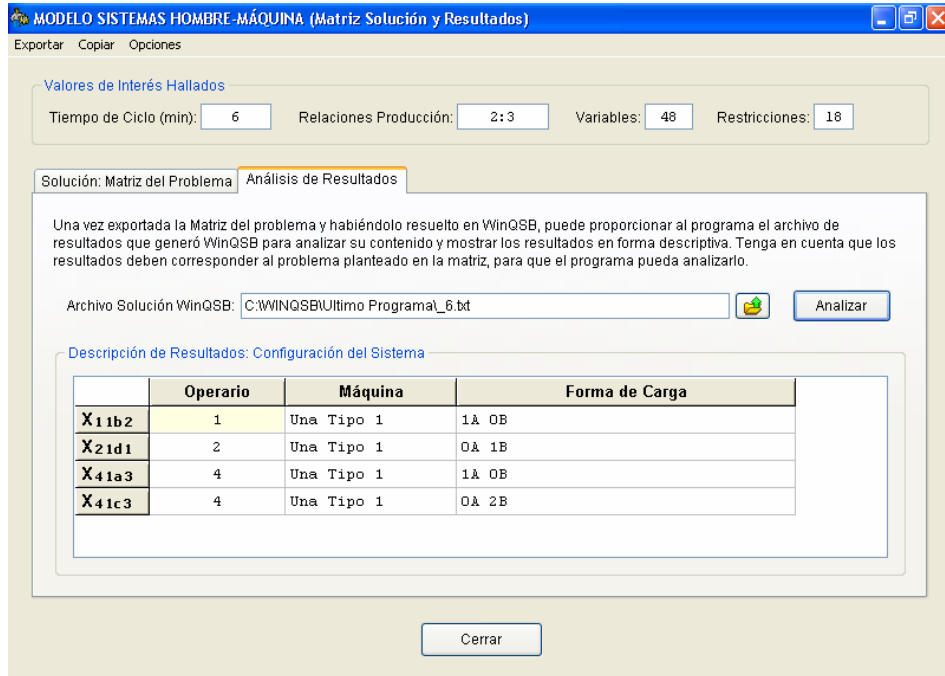 MODELO SISTEMAS HOMBRE-MÁQUINA (Matriz Solución y Resultados)
Exportar Copiar Opciones
Valores de Interés Hallados
Tiempo de Ciclo (min): 6 Relaciones Producción: 2:3 Variables: 48 Restricciones: 18
Solución: Matriz del Problema Análisis de Resultados
Una vez exportada la Matriz del problema y habiéndolo resuelto en WinQSB, puede proporcionar al programa el archivo de
resultados que generó WinQSB para analizar su contenido y mostrar los resultados en forma descriptiva. Tenga en cuenta que los
resultados deben corresponder al problema planteado en la matriz, para que el programa pueda analizarlo.
Archivo Solución WinQSB: C:\WINQSB\Ultimo Programa\_6.txt Analizar
Descripción de Resultados: Configuración del Sistema
Operario Máquina Forma de Carga
X11b2 1 Una Tipo 1 1A 0B
X21d1 2 Una Tipo 1 0A 1B
X41a3 4 Una Tipo 1 1A 0B
X41c3 4 Una Tipo 1 0A 2B
Cerrar